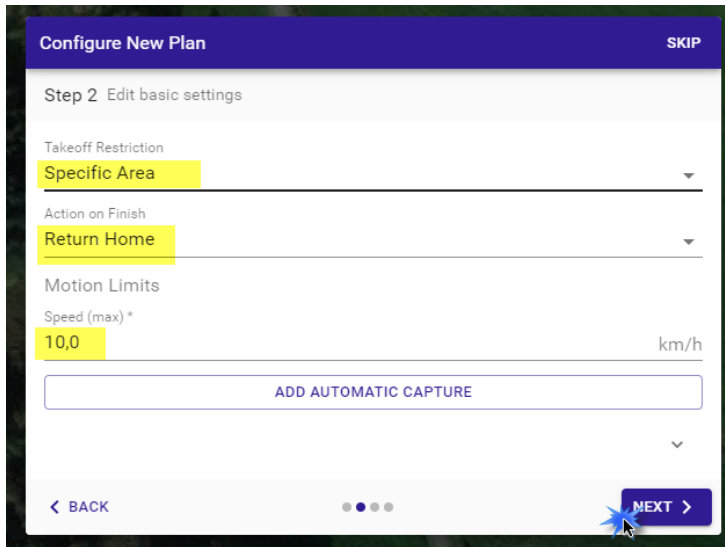 Configure New Plan SKIP
Step 2 Edit basic settings
Takeoff Restriction
Specific Area
Action on Finish
Return Home
Motion Limits
Speed (max) *
10,0 km/h
ADD AUTOMATIC CAPTURE
BACK NEXT